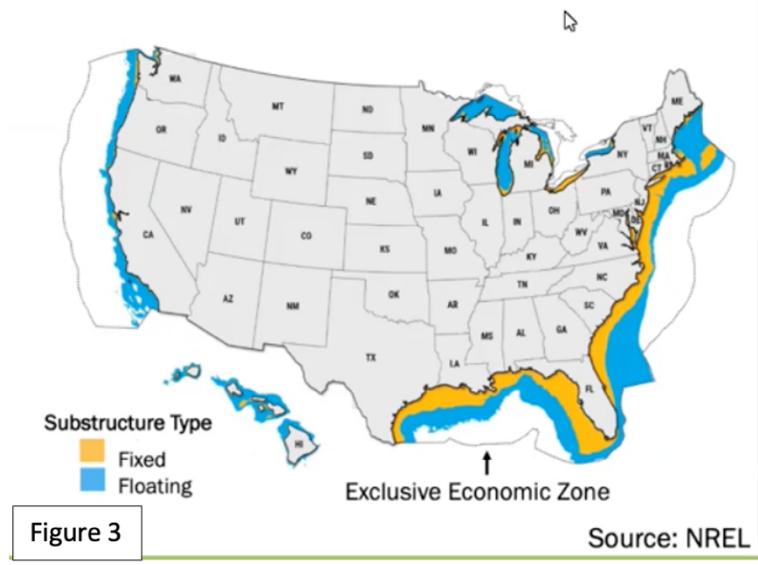 WA
MT
ND
MN
ME
OR
ID
SD
WI
MI
VT
NH
NY
MA
CT
WY
IA
NE
PA
NJ
NV
UT
CO
IL
IN
OH
MD
DE
WV
VA
CA
KS
MO
KY
AZ
NM
OK
AR
TN
NC
SC
TX
LA
MS
AL
GA
FL
HI
Substructure Type
Fixed
Floating
Exclusive Economic Zone
Figure 3
Source: NREL